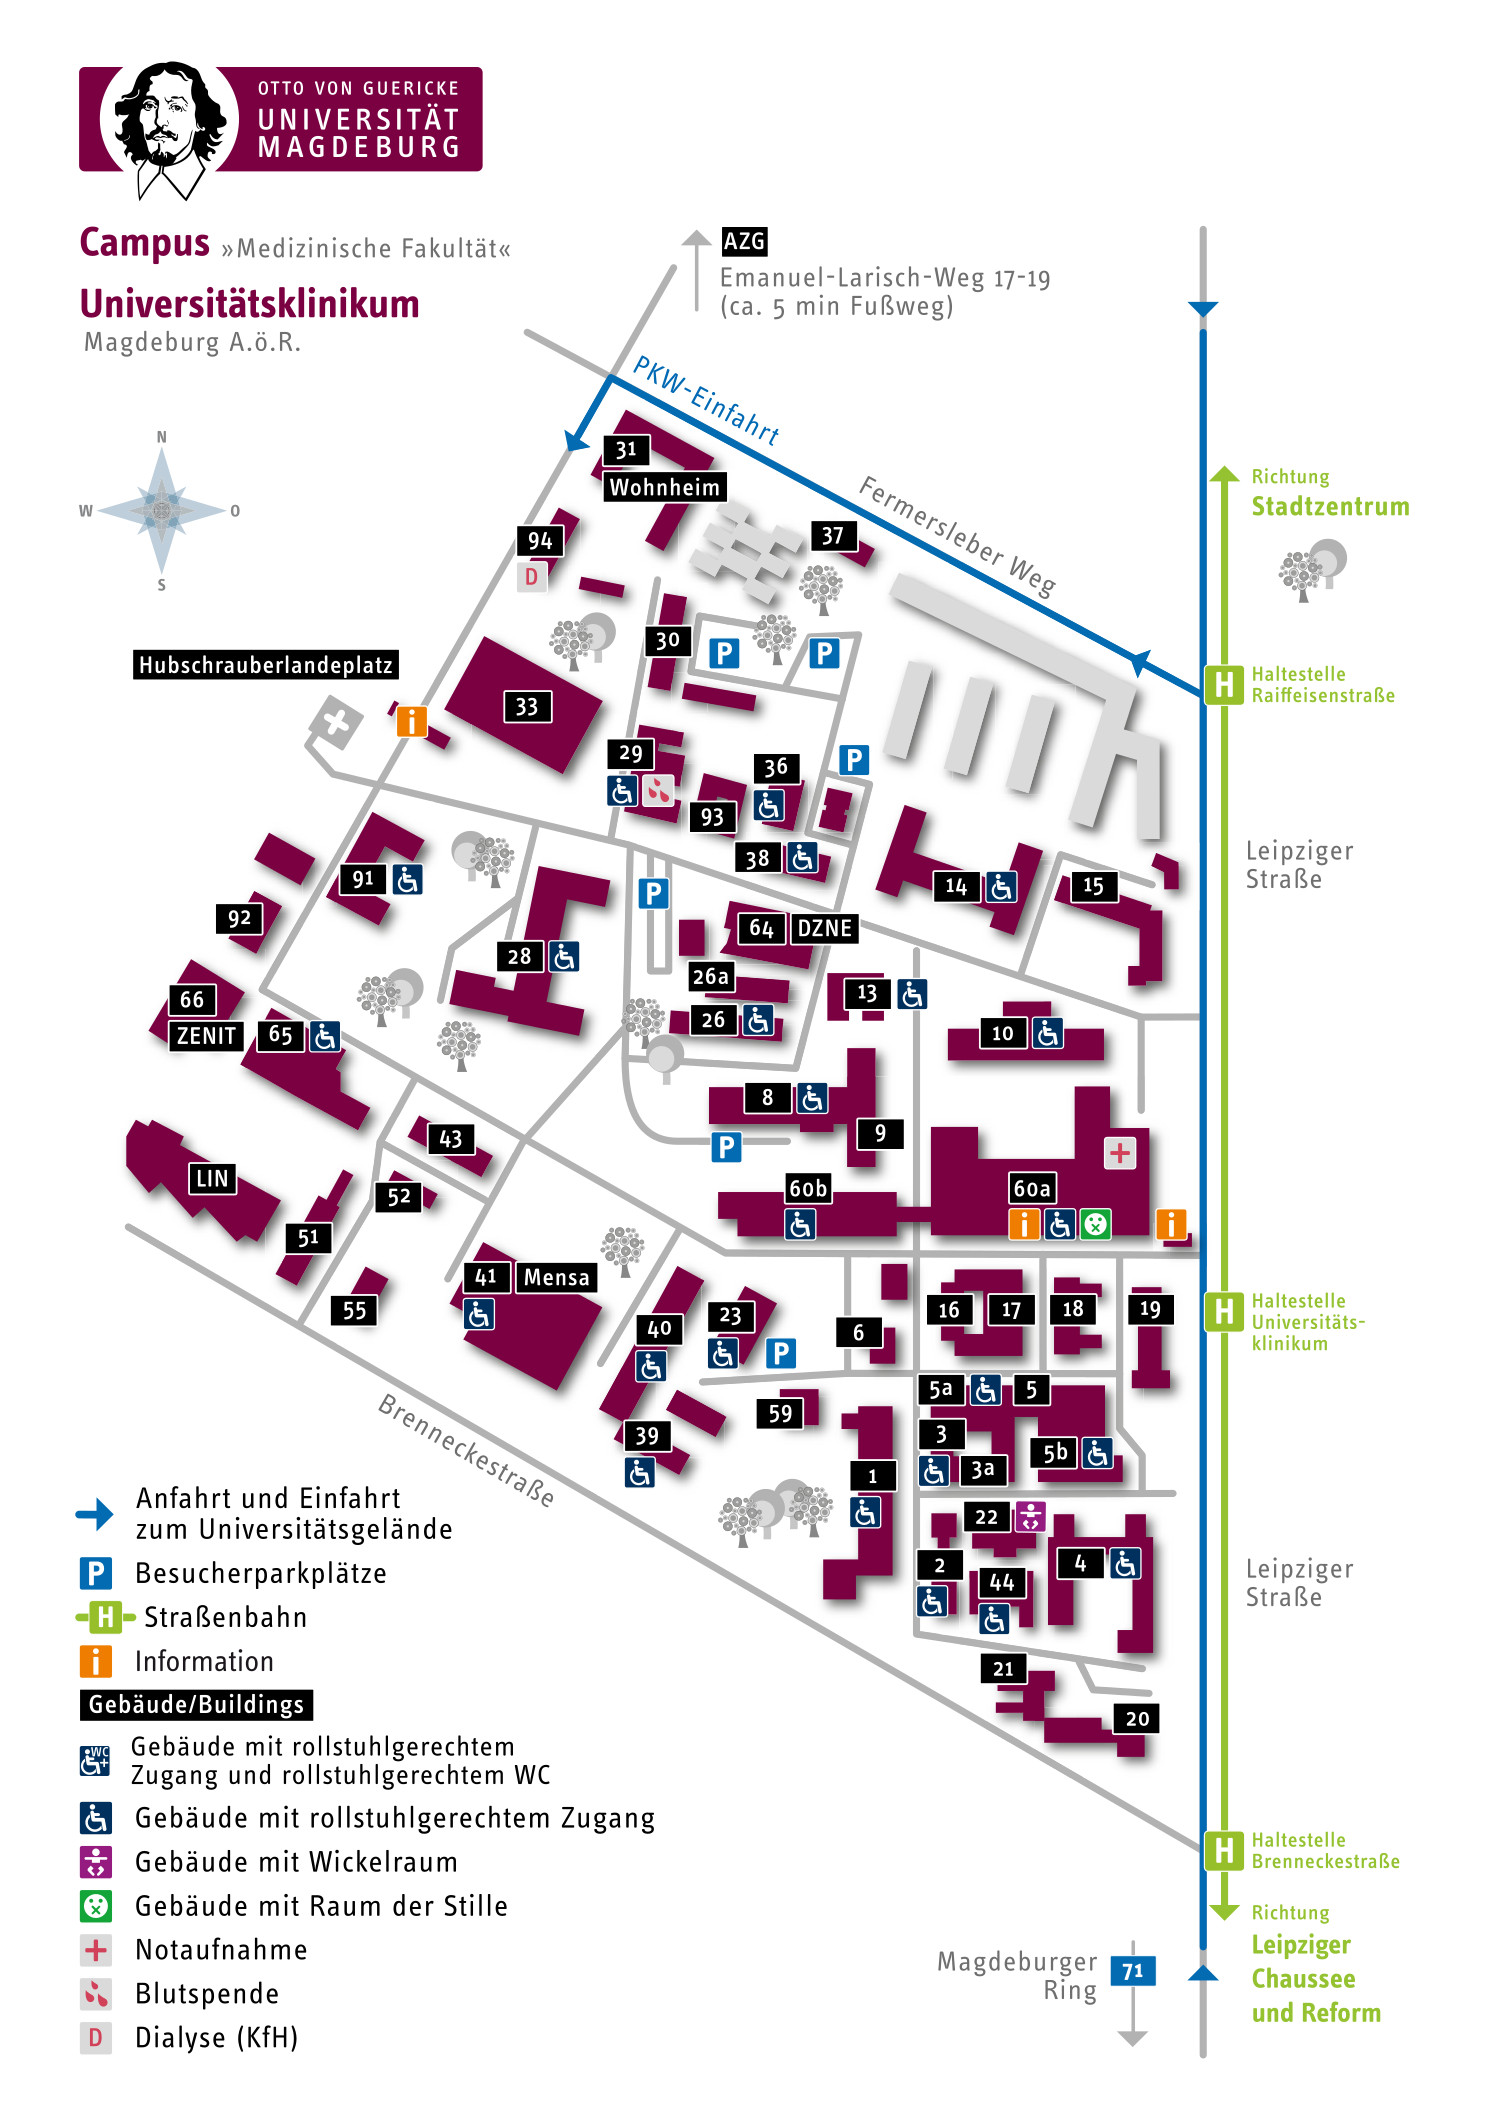 OTTO VON GUERICKE
UNIVERSITÄT
MAGDEBURG
Campus »Medizinische Fakultät«
Universitätsklinikum
Magdeburg A.ö.R.
AZG
Emanuel-Larisch-Weg 17-19
(ca. 5 min Fußweg)
PKW-Einfahrt
Fermersleber Weg
N
W
O
S
31
Wohnheim
94
D
37
Richtung
Stadtzentrum
30
P
P
Hubschrauberlandeplatz
H
Haltestelle
Raiffeisenstraße
33
i
29
36
P
93
38
Leipziger
Straße
91
92
P
14
15
28
64
DZNE
26a
13
66
ZENIT
65
26
10
8
9
P
43
LIN
52
51
60b
60a
i
i
41
Mensa
55
40
23
P
6
16
17
18
19
H
Haltestelle
Universitäts-
klinikum
59
39
5a
5
3
3a
5b
1
Brenneckestraße
22
2
44
4
Leipziger
Straße
21
20
Anfahrt und Einfahrt
zum Universitätsgelände
P
Besucherparkplätze
H
Straßenbahn
i
Information
Gebäude/Buildings
WC
Gebäude mit rollstuhlgerechtem
Zugang und rollstuhlgerechtem WC
Gebäude mit rollstuhlgerechtem Zugang
Gebäude mit Wickelraum
Gebäude mit Raum der Stille
Notaufnahme
Blutspende
D
Dialyse (KfH)
H
Haltestelle
Brenneckestraße
Richtung
Leipziger
Chaussee
und Reform
Magdeburger
Ring
71